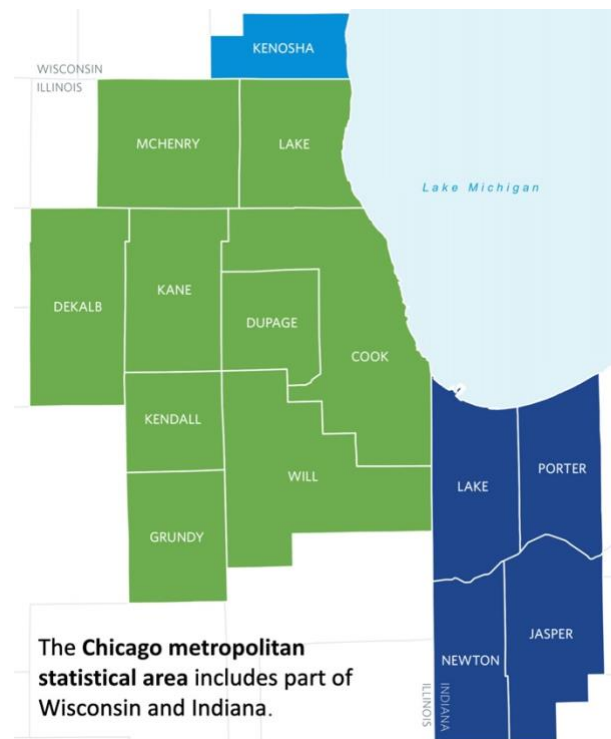 KENOSHA
WISCONSIN
ILLINOIS
MCHENRY
LAKE
Lake Michigan
KANE
DEKALB
DUPAGE
COOK
KENDALL
WILL
LAKE
PORTER
GRUNDY
JASPER
NEWTON
ILLINOIS
INDIANA
The Chicago metropolitan
statistical area includes part of
Wisconsin and Indiana.